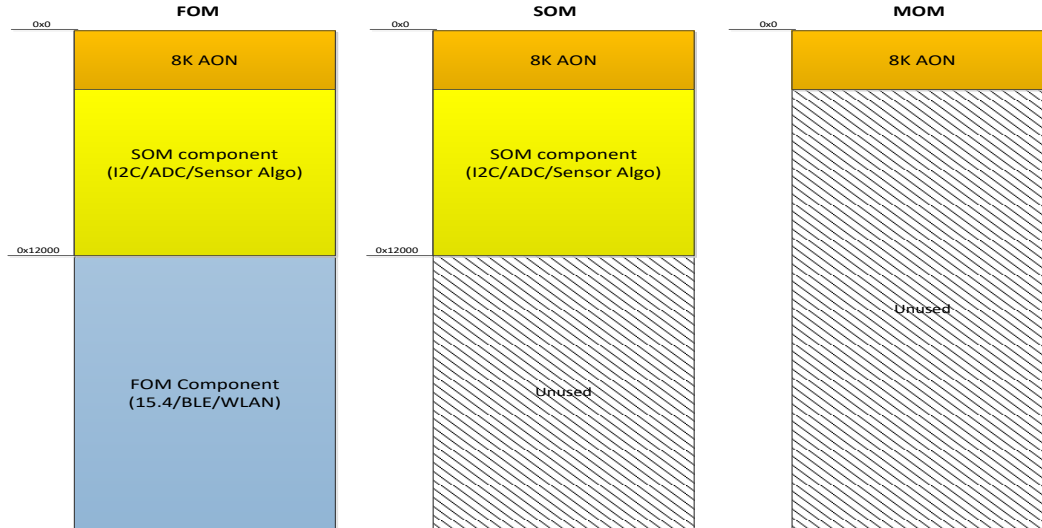 FOM
SOM
MOM
0x0
0x0
0x0
8K AON
8K AON
8K AON
SOM component
(I2C/ADC/Sensor Algo)
SOM component
(I2C/ADC/Sensor Algo)
0x12000
0x12000
Unused
FOM Component
(15.4/BLE/WLAN)
Unused